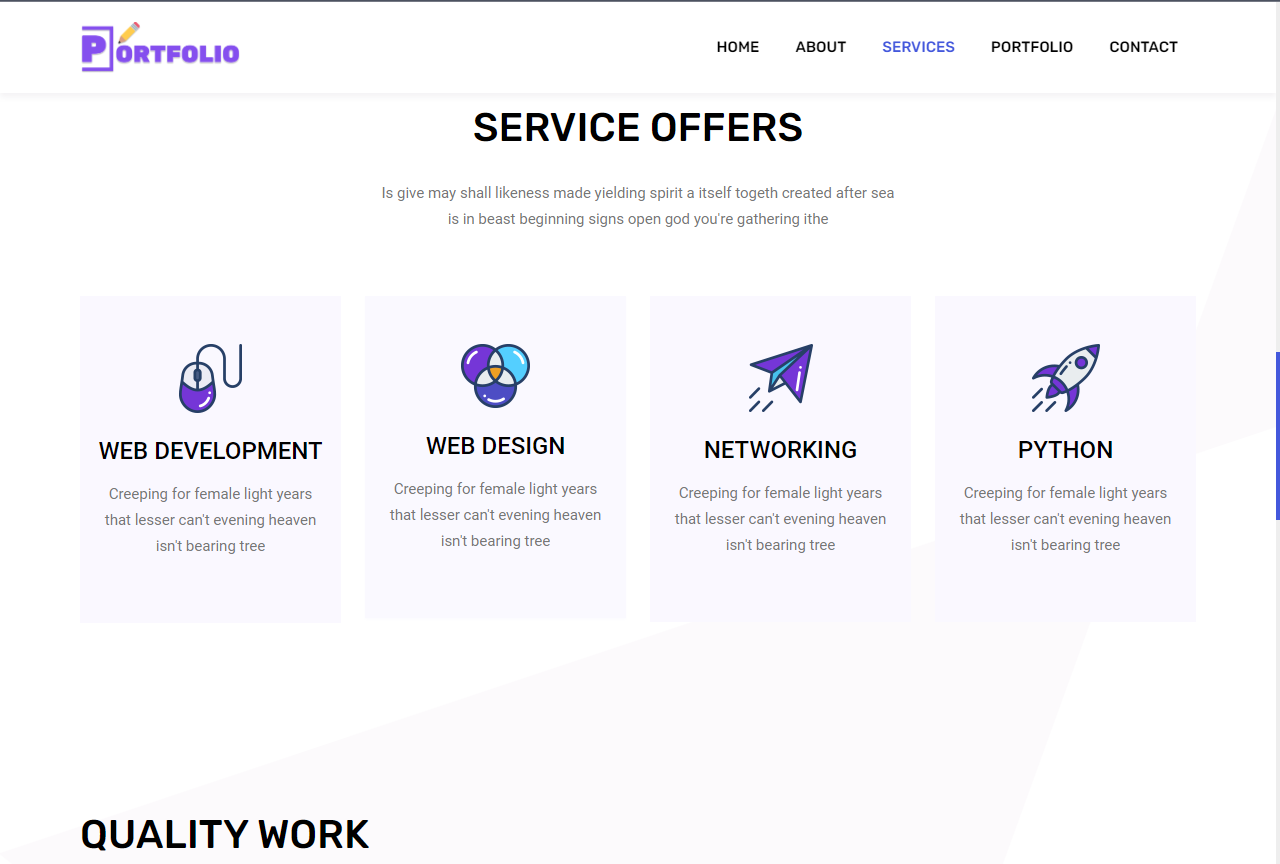 PORTFOLIO
HOME ABOUT SERVICES PORTFOLIO CONTACT
SERVICE OFFERS
Is give may shall likeness made yielding spirit a itself togeth created after sea
is in beast beginning signs open god you're gathering ithe
WEB DEVELOPMENT
Creeping for female light years
that lesser can't evening heaven
isn't bearing tree
WEB DESIGN
Creeping for female light years
that lesser can't evening heaven
isn't bearing tree
NETWORKING
Creeping for female light years
that lesser can't evening heaven
isn't bearing tree
PYTHON
Creeping for female light years
that lesser can't evening heaven
isn't bearing tree
QUALITY WORK